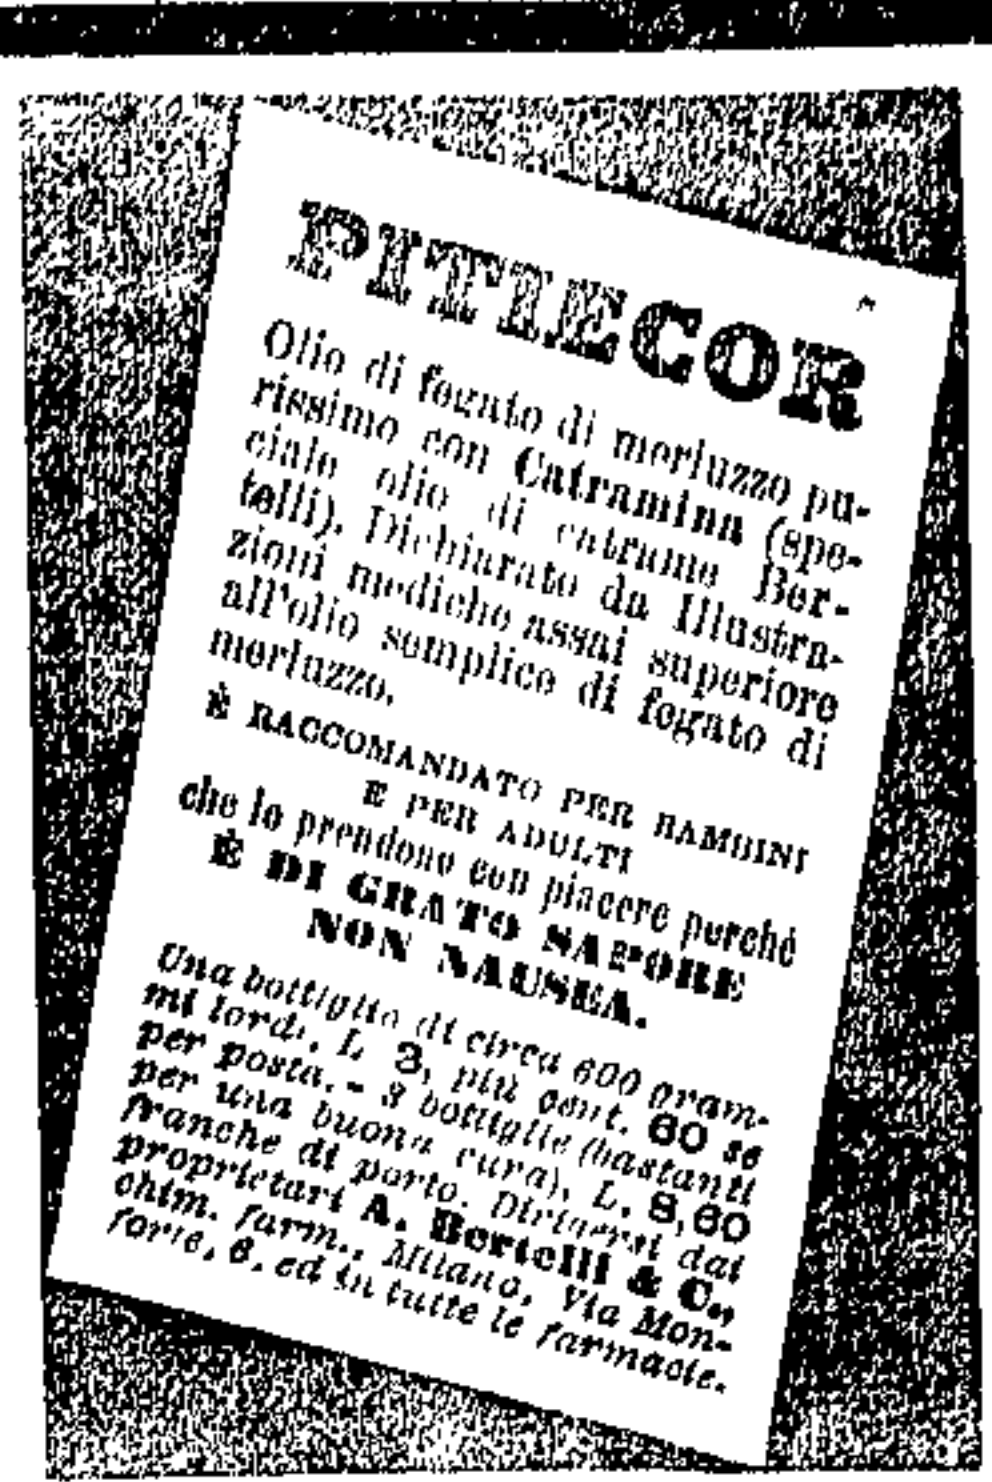 PITIECOR
Olio di fegato di merluzzo pu-
rissimo con Catramina (spe-
ciale olio di catrame Ber-
telli). Dichiarato da Illustra-
zioni mediche assai superiore
all'olio semplice di fegato di
merluzzo.
È RACCOMANDATO PER BAMBINI
E PER ADULTI
che lo prendono con piacere perchè
È DI GRATO SAPORE
NON NAUSEA.
Una bottiglia di circa 600 gram-
mi lordi, L. 3, più cent. 60 se
per posta. - 3 bottiglie (bastanti
per una buona cura), L. 8,60
franche di porto. Dirigersi dai
proprietari A. Bertelli & C.,
chim. farm., Milano, Via Mon-
forte, 6, ed in tutte le farmacie.